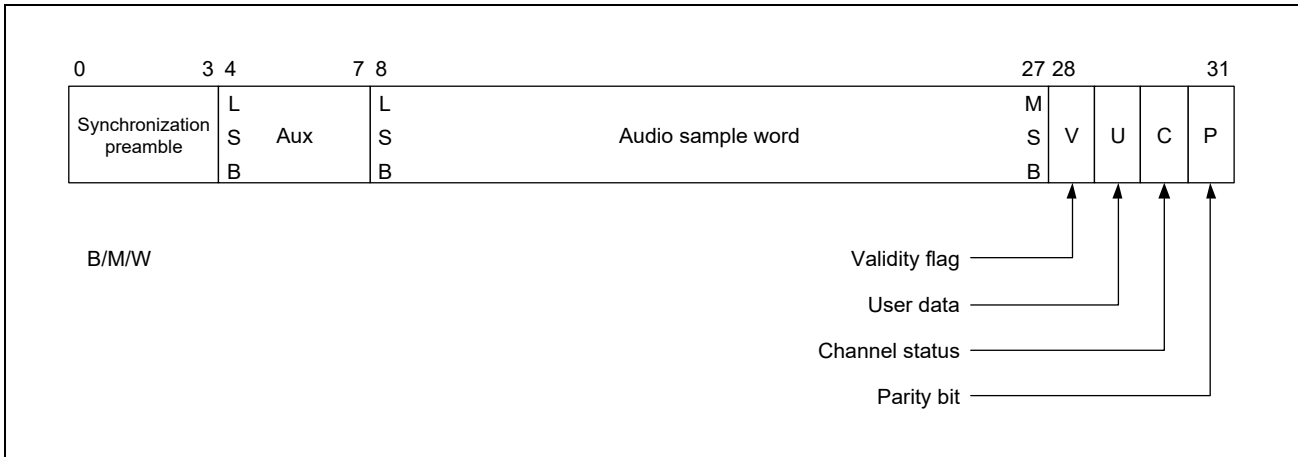 0 3 4 7 8 27 28 31
Synchronization
preamble
L
S
B
Aux
L
S
B
Audio sample word
M
S
B
V
U
C
P
B/M/W
Validity flag
User data
Channel status
Parity bit